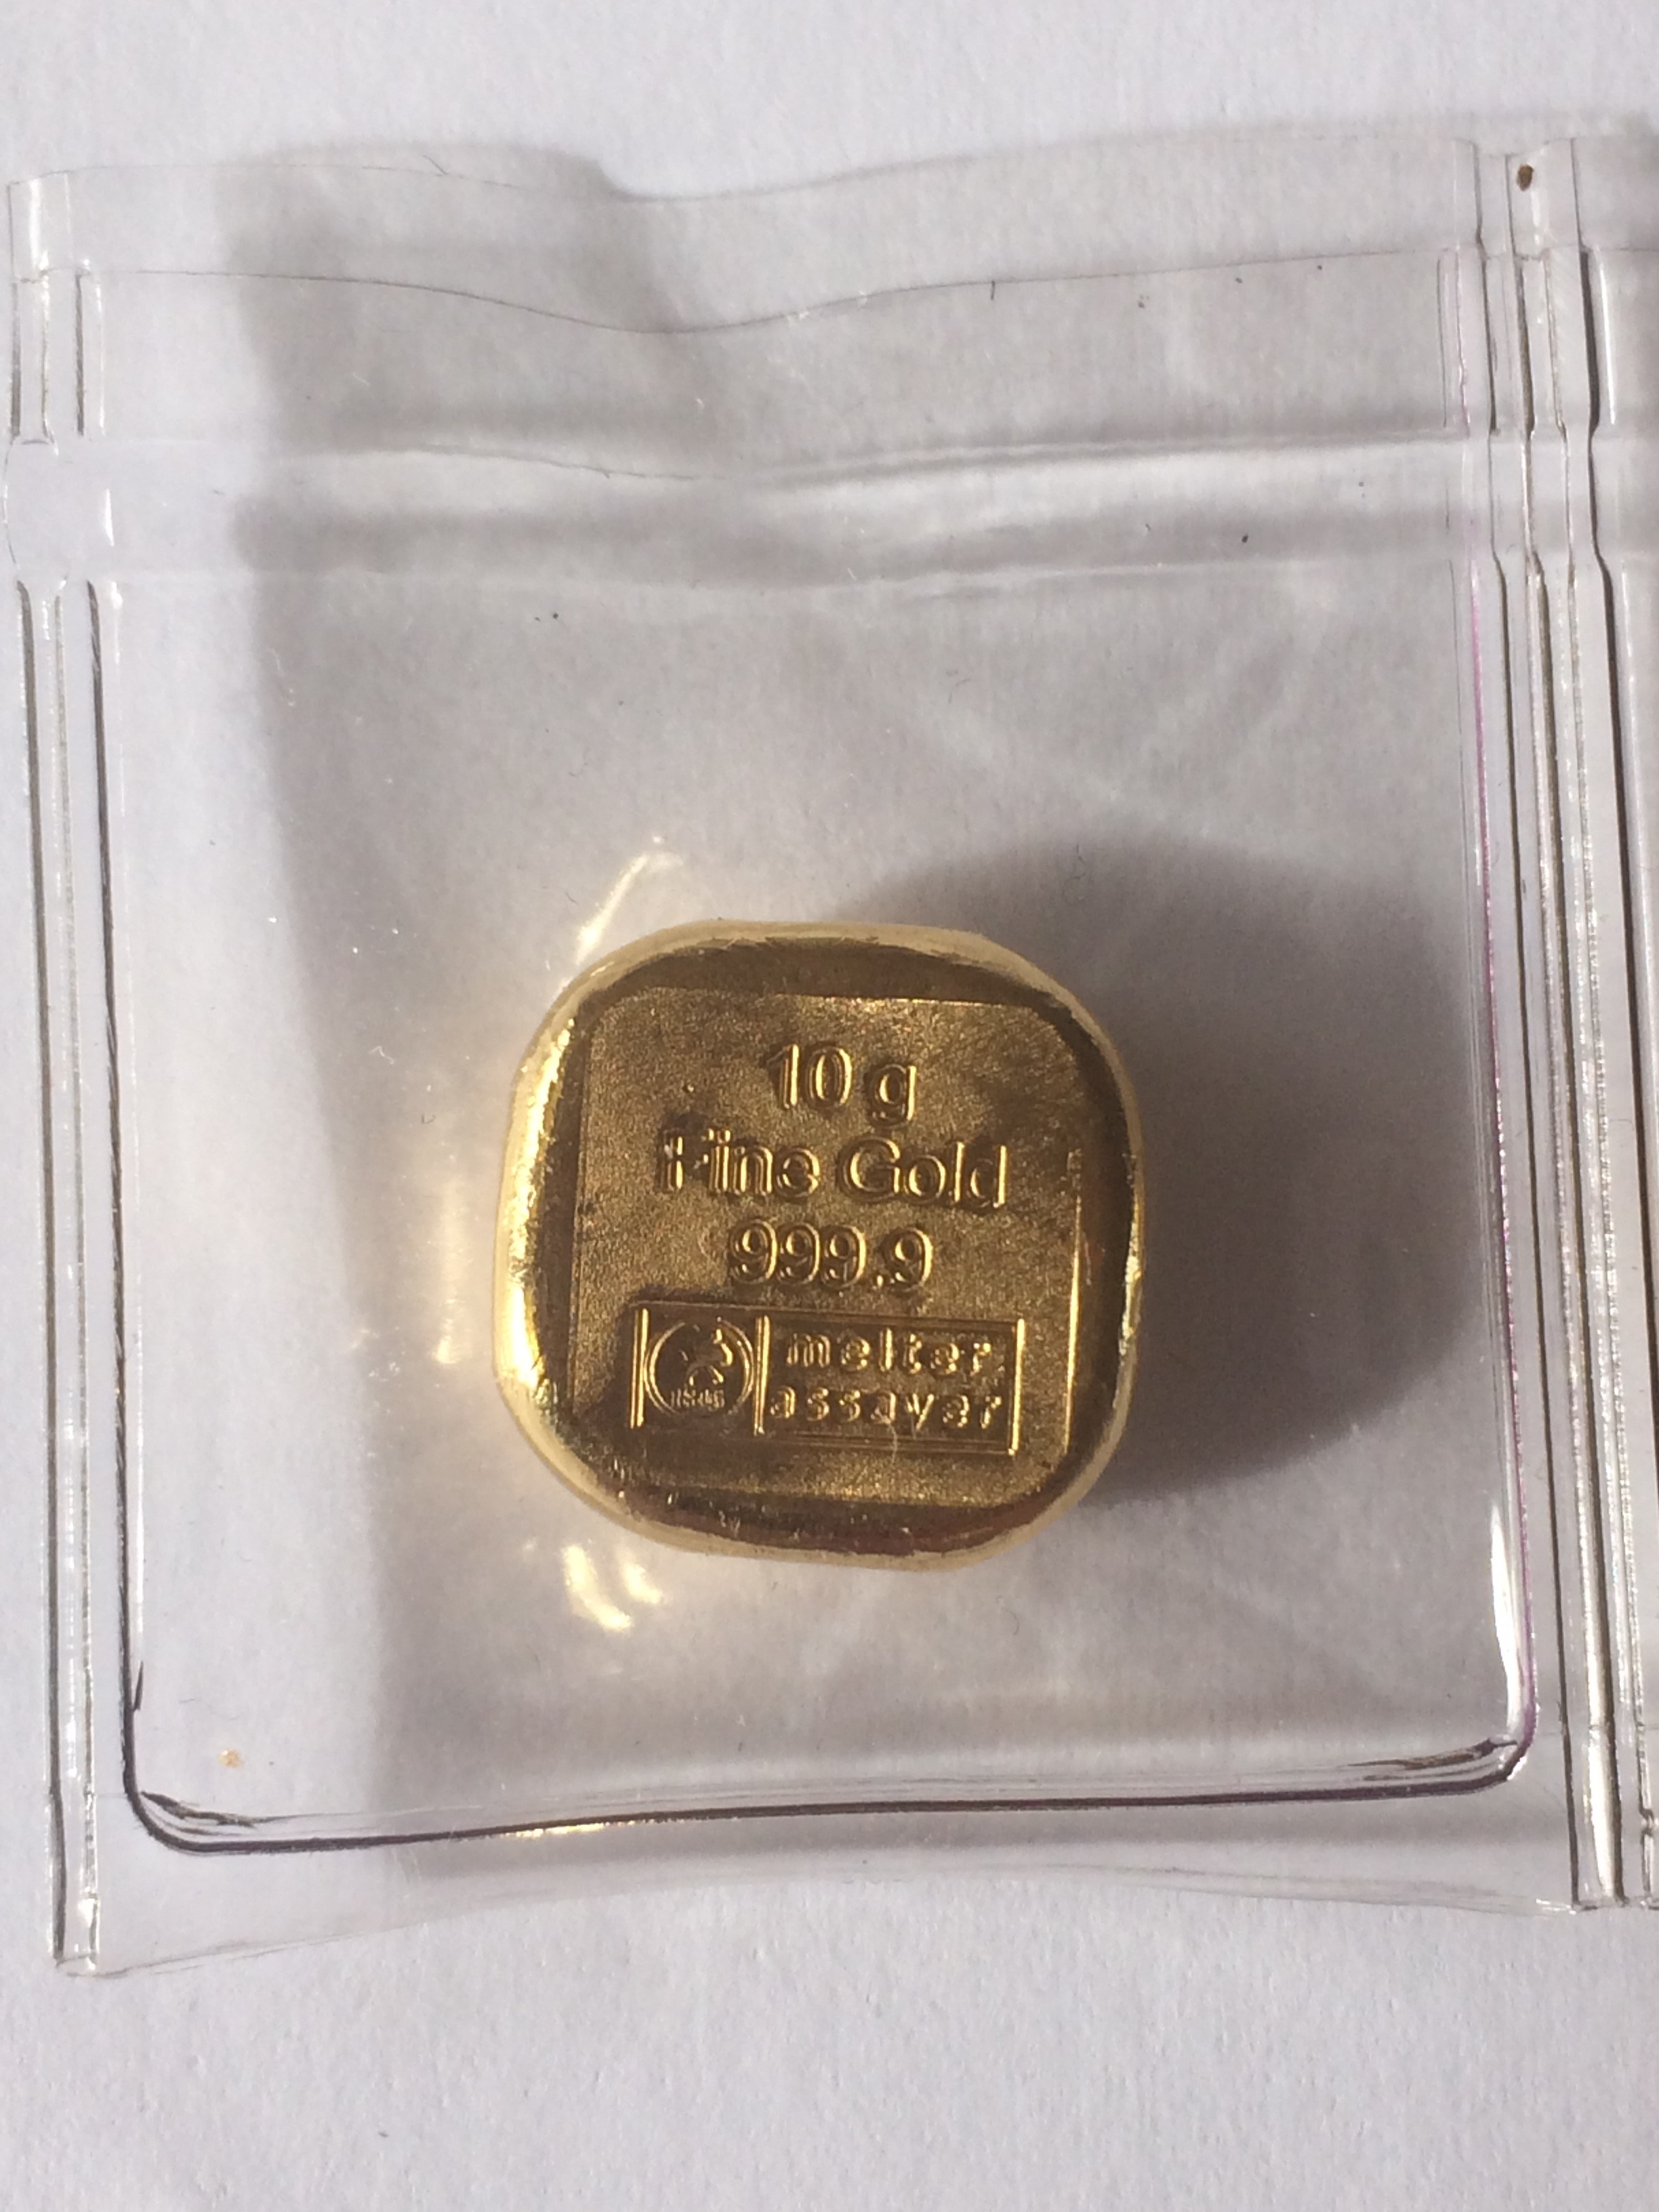 10 g
Fine Gold
999.9
melter
assayer